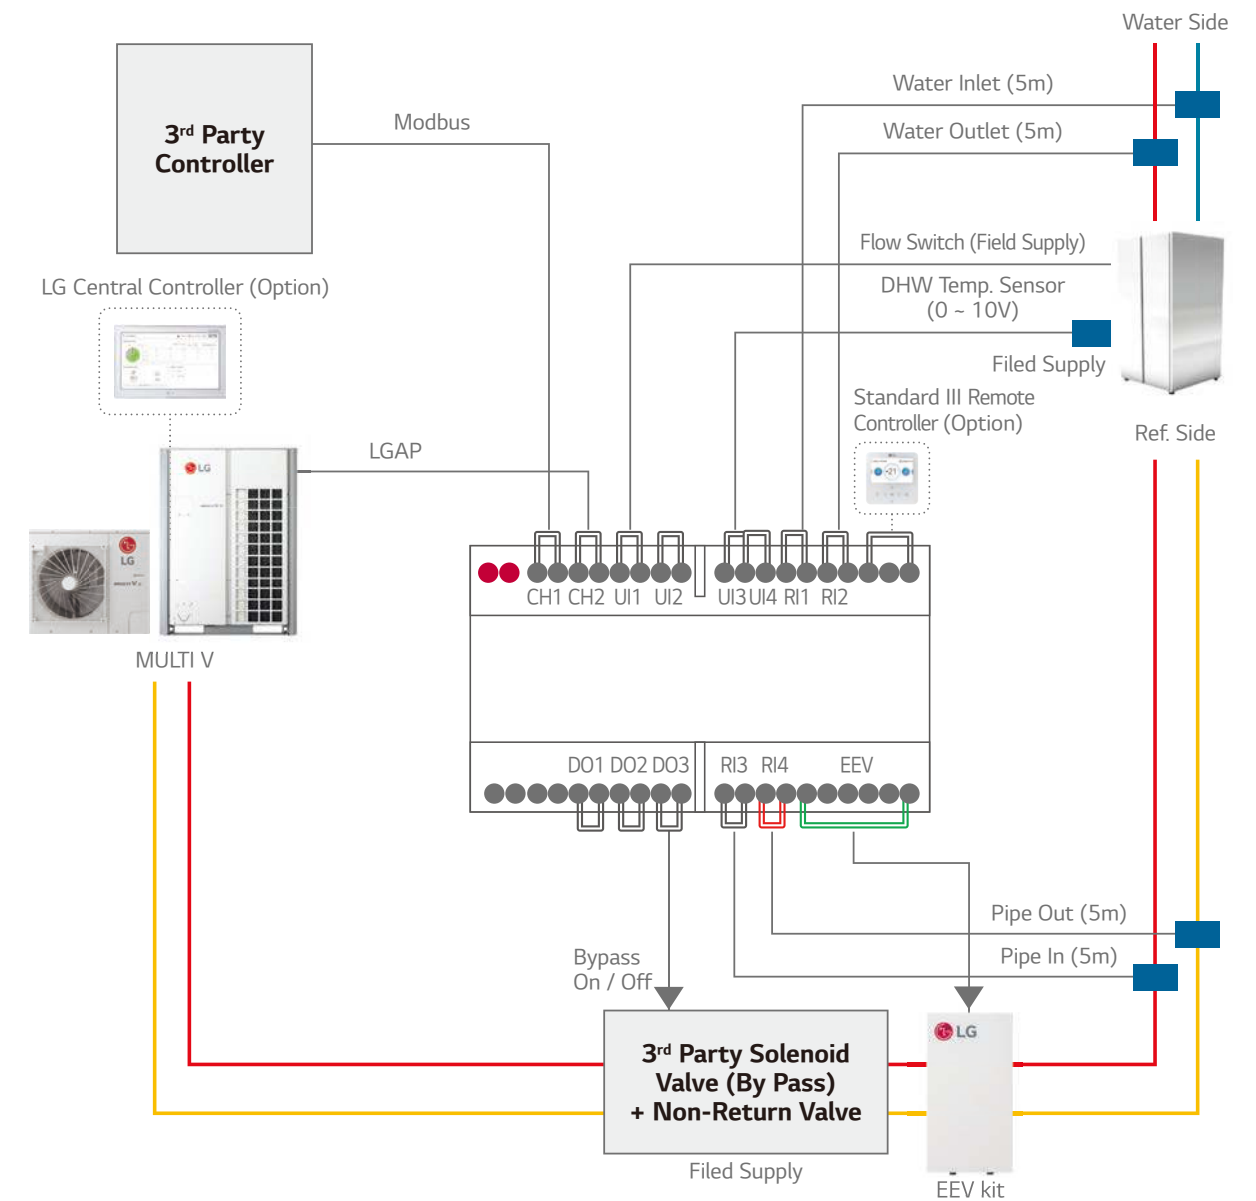 Water Side
Water Inlet (5m)
Modbus
Water Outlet (5m)
3rd Party
Controller
Flow Switch (Field Supply)
LG Central Controller (Option)
DHW Temp. Sensor
(0 ~ 10V)
Filed Supply
Standard III Remote
Controller (Option)
Ref. Side
LGAP
LG
LG
MULTI V
CH1 CH2 UI1 UI2 UI3 UI4 RI1 RI2
DO1 DO2 DO3 RI3 RI4 EEV
Pipe Out (5m)
Pipe In (5m)
Bypass
On / Off
LG
3rd Party Solenoid
Valve (By Pass)
+ Non-Return Valve
Filed Supply
EEV kit